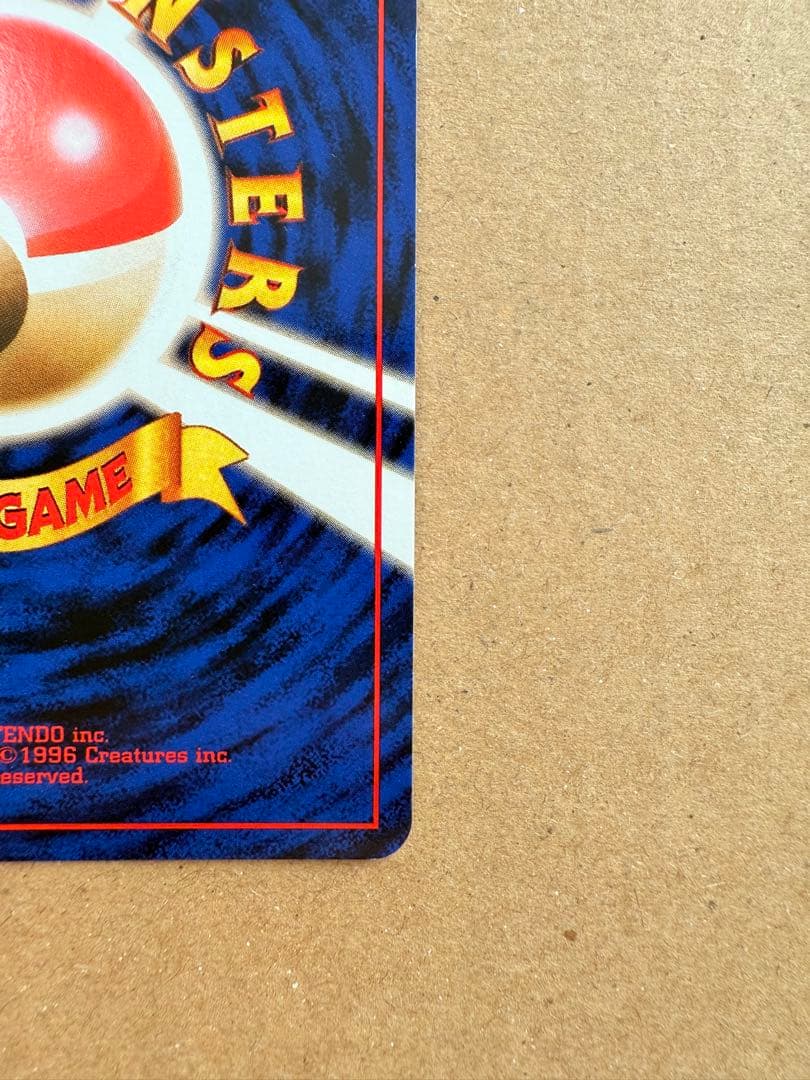 NSTERS
GAME
TENDO inc.
©1996 Creatures inc.
eserved.